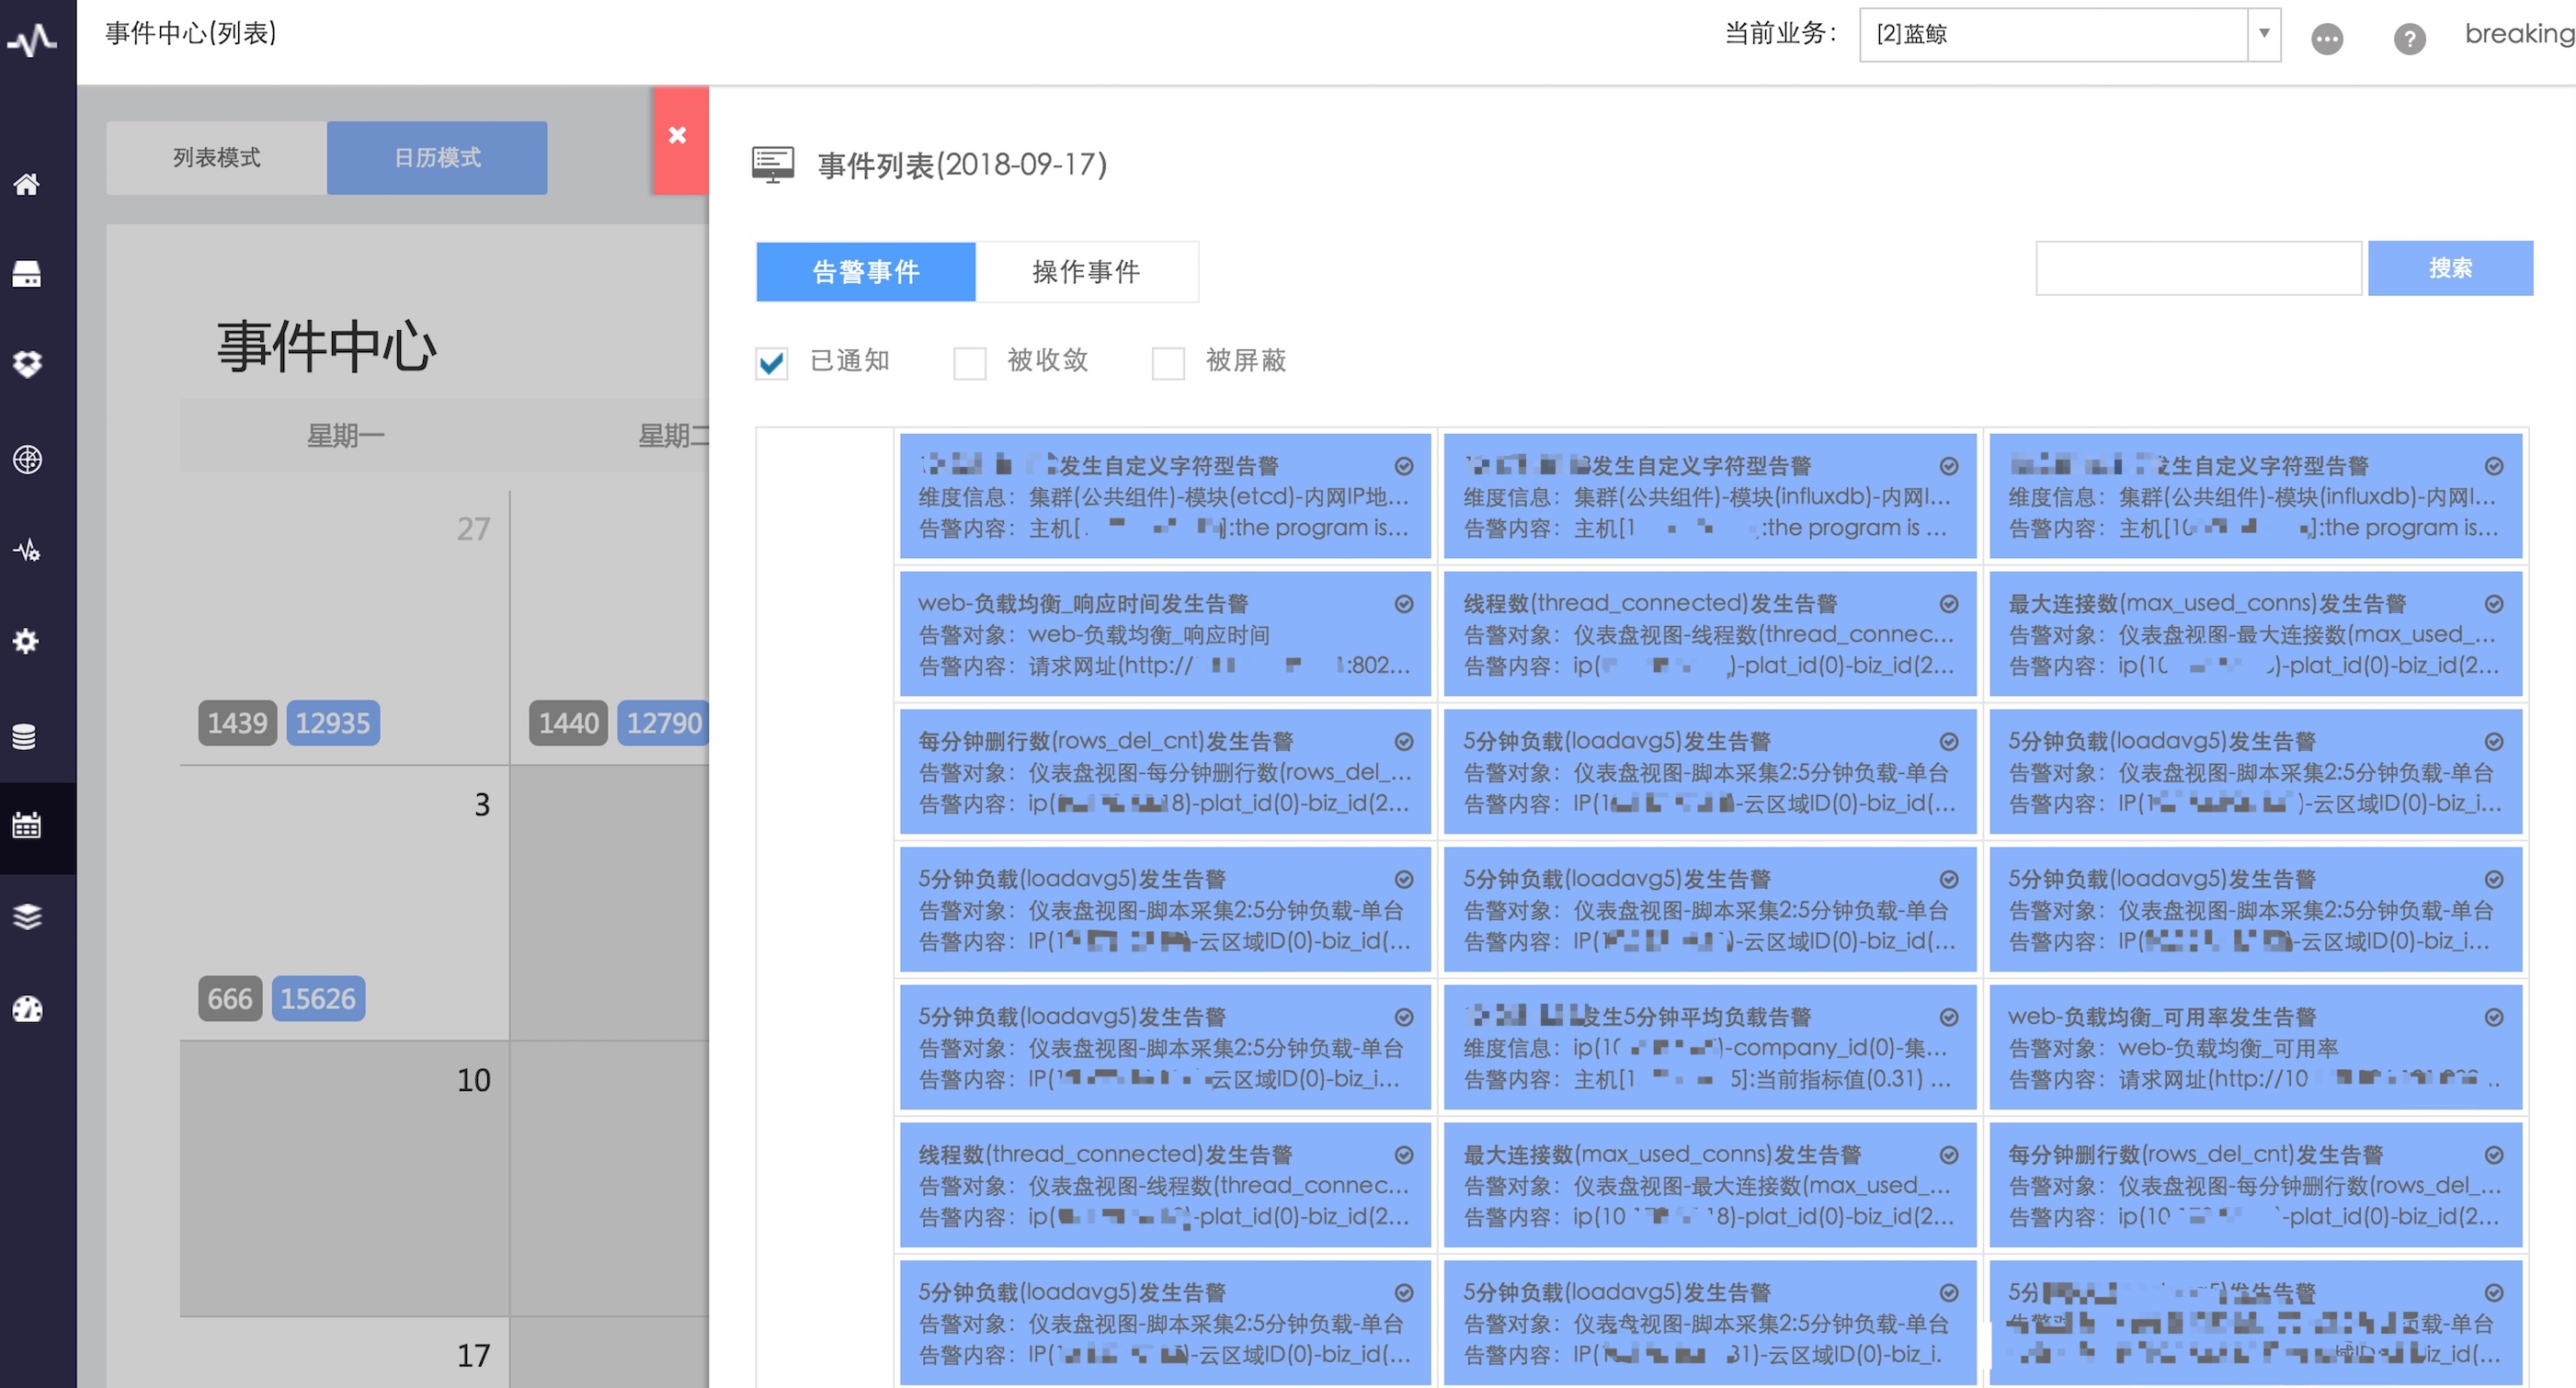 事件中心(列表)
当前业务：
[2]蓝鲸
breaking
列表模式
日历模式
事件中心
星期一
星期二
27
1439
12935
1440
12790
3
666
15626
10
17
事件列表(2018-09-17)
告警事件
操作事件
搜索
已通知
被收敛
被屏蔽
发生自定义字符型告警
维度信息：集群(公共组件)-模块(etcd)-内网IP地...
告警内容：主机[ ]:the program is...
发生自定义字符型告警
维度信息：集群(公共组件)-模块(influxdb)-内网I...
告警内容：主机[1 :the program is ...
发生自定义字符型告警
维度信息：集群(公共组件)-模块(influxdb)-内网I...
告警内容：主机[10 ]:the program is...
web-负载均衡_响应时间发生告警
告警对象：web-负载均衡_响应时间
告警内容：请求网址(http:// :802...
线程数(thread_connected)发生告警
告警对象：仪表盘视图-线程数(thread_connec...
告警内容：ip( )-plat_id(0)-biz_id(2...
最大连接数(max_used_conns)发生告警
告警对象：仪表盘视图-最大连接数(max_used_...
告警内容：ip(10 )-plat_id(0)-biz_id(2...
每分钟删行数(rows_del_cnt)发生告警
告警对象：仪表盘视图-每分钟删行数(rows_del_...
告警内容：ip( 8)-plat_id(0)-biz_id(2...
5分钟负载(loadavg5)发生告警
告警对象：仪表盘视图-脚本采集2:5分钟负载-单台
告警内容：IP(1 -云区域ID(0)-biz_id(...
5分钟负载(loadavg5)发生告警
告警对象：仪表盘视图-脚本采集2:5分钟负载-单台
告警内容：IP(1 )-云区域ID(0)-biz_i...
5分钟负载(loadavg5)发生告警
告警对象：仪表盘视图-脚本采集2:5分钟负载-单台
告警内容：IP(1 )-云区域ID(0)-biz_id(...
5分钟负载(loadavg5)发生告警
告警对象：仪表盘视图-脚本采集2:5分钟负载-单台
告警内容：IP( )-云区域ID(0)-biz_id(...
5分钟负载(loadavg5)发生告警
告警对象：仪表盘视图-脚本采集2:5分钟负载-单台
告警内容：IP( -云区域ID(0)-biz_i...
5分钟负载(loadavg5)发生告警
告警对象：仪表盘视图-脚本采集2:5分钟负载-单台
告警内容：IP( 云区域ID(0)-biz_i...
发生5分钟平均负载告警
维度信息：ip(10 )-company_id(0)-集...
告警内容：主机[1 5]:当前指标值(0.31) ...
web-负载均衡_可用率发生告警
告警对象：web-负载均衡_可用率
告警内容：请求网址(http://10 ..
线程数(thread_connected)发生告警
告警对象：仪表盘视图-线程数(thread_connec...
告警内容：ip( -plat_id(0)-biz_id(2...
最大连接数(max_used_conns)发生告警
告警对象：仪表盘视图-最大连接数(max_used_...
告警内容：ip(10 18)-plat_id(0)-biz_id(2...
每分钟删行数(rows_del_cnt)发生告警
告警对象：仪表盘视图-每分钟删行数(rows_del_...
告警内容：ip(10 -plat_id(0)-biz_id(2...
5分钟负载(loadavg5)发生告警
告警对象：仪表盘视图-脚本采集2:5分钟负载-单台
告警内容：IP( )-云区域ID(0)-biz_id(...
5分钟负载(loadavg5)发生告警
告警对象：仪表盘视图-脚本采集2:5分钟负载-单台
告警内容：IP( 31)-云区域ID(0)-biz_i.
5分 5)发生告警
负载-单台
iz_id(...